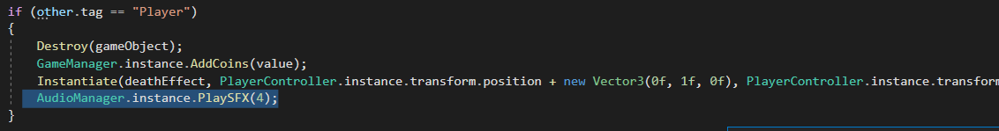 if (other.tag == "Player")
{
Destroy(gameObject);
GameManager.instance.AddCoins(value);
Instantiate(deathEffect, PlayerController.instance.transform.position + new Vector3(0f, 1f, 0f), PlayerController.instance.transform
AudioManager.instance.PlaySFX(4);
}